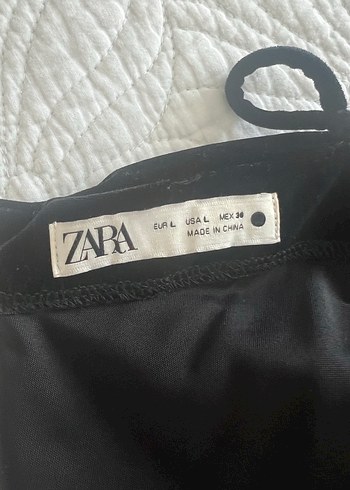 ZARA
EUR L USA L MEX 30
MADE IN CHINA